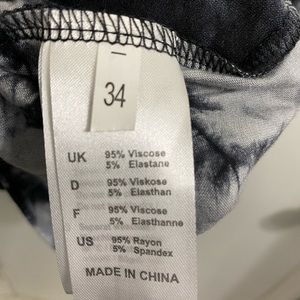 34
UK 95% Viscose
5% Elastane
D 95% Viskose
5% Elasthan
F 95% Viscose
5% Elasthanne
US 95% Rayon
5% Spandex
MADE IN CHINA